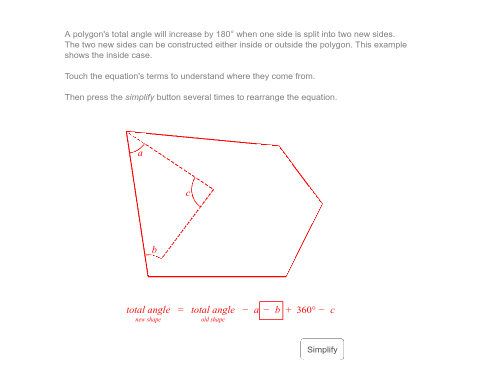 A polygon's total angle will increase by 180° when one side is split into two new sides.
The two new sides can be constructed either inside or outside the polygon. This example
shows the inside case.
Touch the equation's terms to understand where they come from.
Then press the simplify button several times to rearrange the equation.
a
c
b
total angle = total angle − a − b + 360° − c
new shape old shape
Simplify